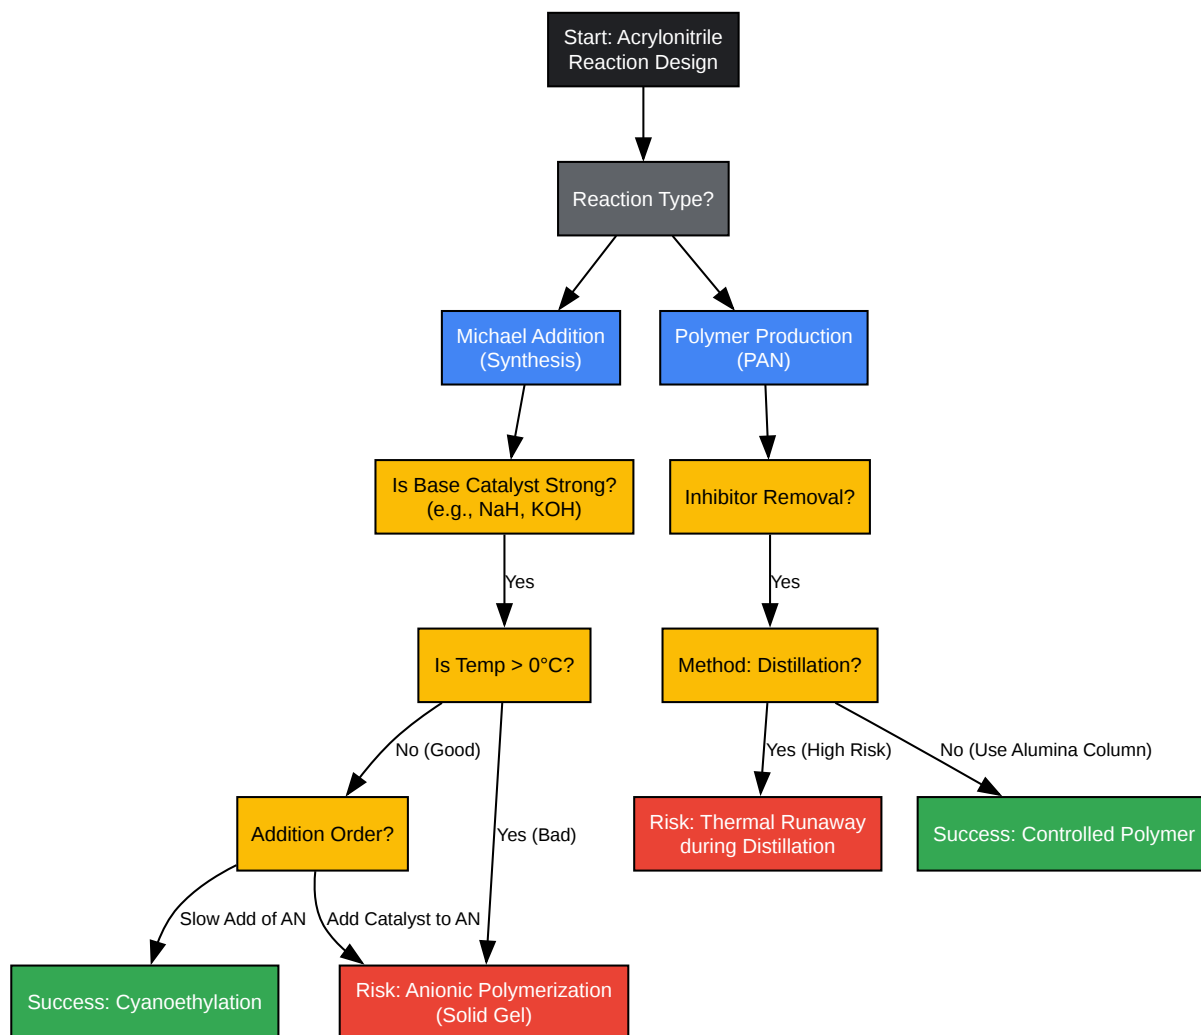 Start: Acrylonitrile
Reaction Design
Reaction Type?
Michael Addition
(Synthesis)
Polymer Production
(PAN)
Is Base Catalyst Strong?
(e.g., NaH, KOH)
Inhibitor Removal?
Yes
Yes
Is Temp > 0°C?
Method: Distillation?
No (Good)
Yes (High Risk)
No (Use Alumina Column)
Addition Order?
Yes (Bad)
Risk: Thermal Runaway
during Distillation
Success: Controlled Polymer
Slow Add of AN
Add Catalyst to AN
Success: Cyanoethylation
Risk: Anionic Polymerization
(Solid Gel)